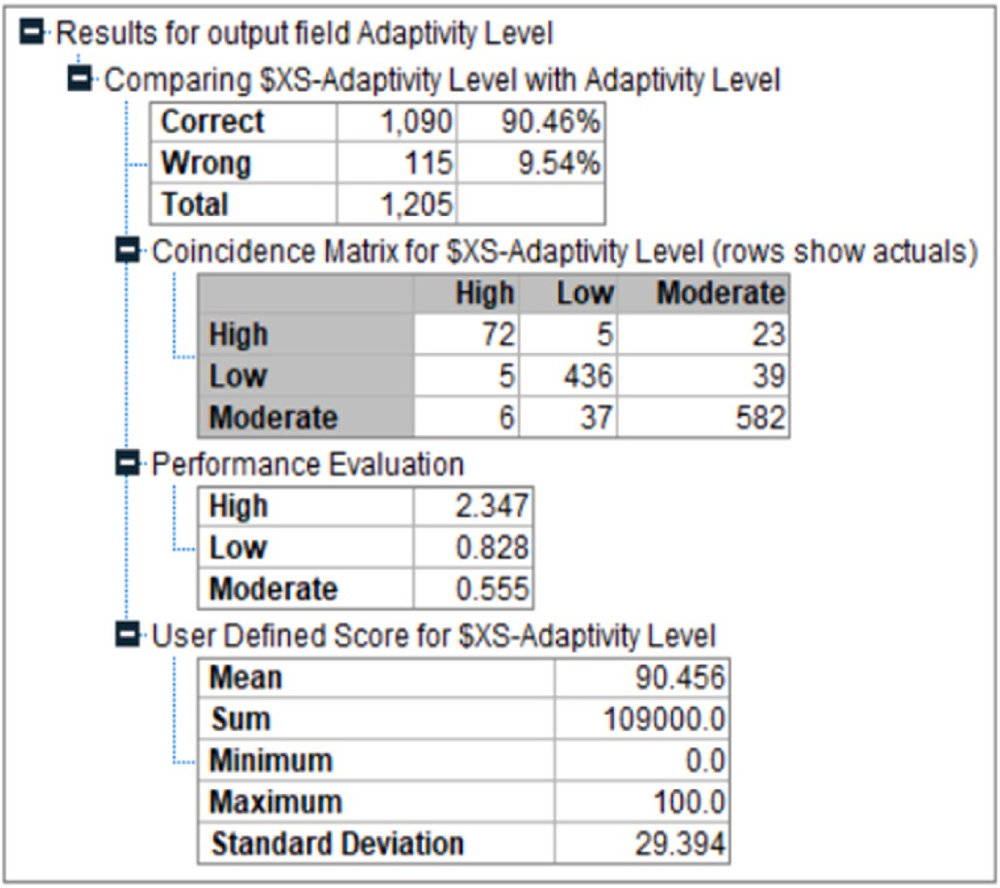 Results for output field Adaptivity Level
Comparing $XS-Adaptivity Level with Adaptivity Level
Correct 1,090 90.46%
Wrong 115 9.54%
Total 1,205
Coincidence Matrix for $XS-Adaptivity Level (rows show actuals)
High Low Moderate
High 72 5 23
Low 5 436 39
Moderate 6 37 582
Performance Evaluation
High 2.347
Low 0.828
Moderate 0.555
User Defined Score for $XS-Adaptivity Level
Mean 90.456
Sum 109000.0
Minimum 0.0
Maximum 100.0
Standard Deviation 29.394